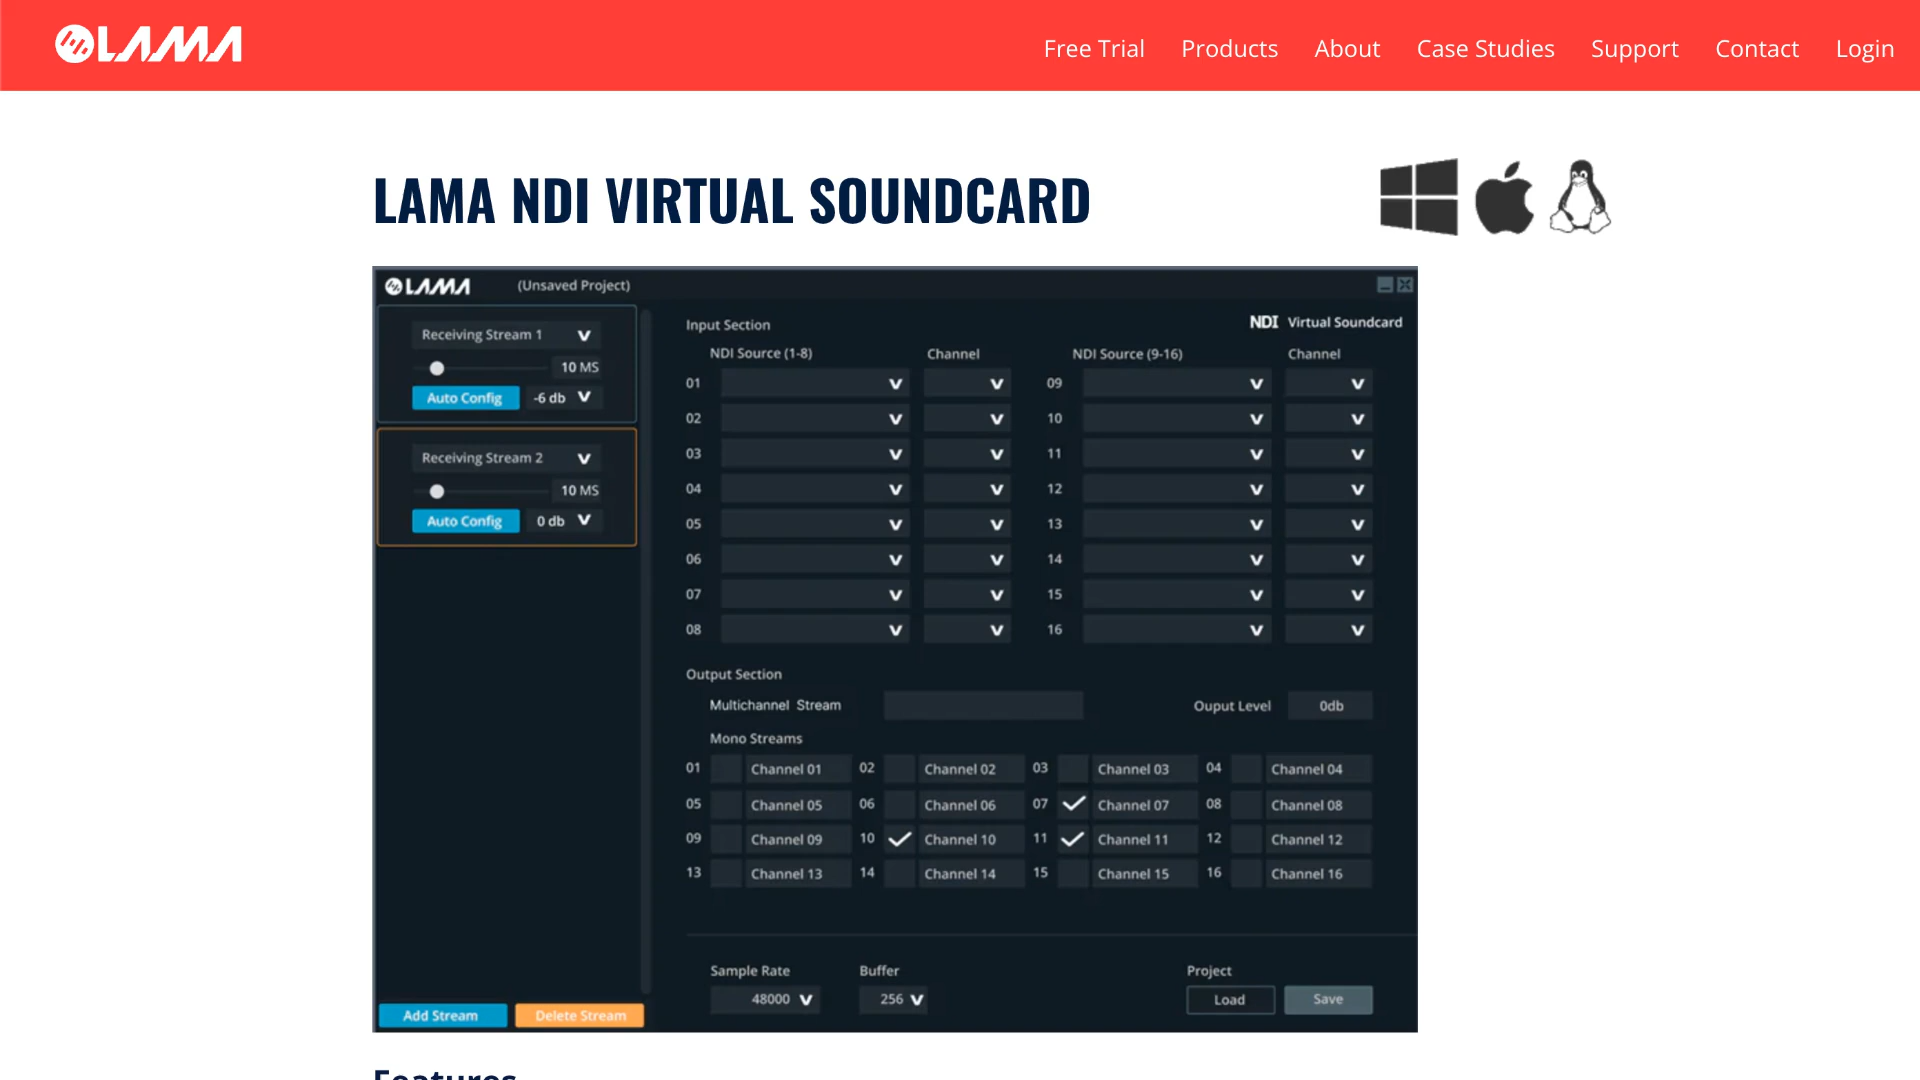 LAMA
Free Trial Products About Case Studies Support Contact Login
LAMA NDI VIRTUAL SOUNDCARD
LAMA (Unsaved Project)
Receiving Stream 1
10 MS
Auto Config -6 db
Receiving Stream 2
10 MS
Auto Config 0 db
Add Stream Delete Stream
Input Section
NDI Virtual Soundcard
NDI Source (1-8) Channel NDI Source (9-16) Channel
01 09
02 10
03 11
04 12
05 13
06 14
07 15
08 16
Output Section
Multichannel Stream Ouput Level 0db
Mono Streams
01 Channel 01 02 Channel 02 03 Channel 03 04 Channel 04
05 Channel 05 06 Channel 06 07 Channel 07 08 Channel 08
09 Channel 09 10 Channel 10 11 Channel 11 12 Channel 12
13 Channel 13 14 Channel 14 15 Channel 15 16 Channel 16
Sample Rate Buffer Project
48000 256 Load Save
Features